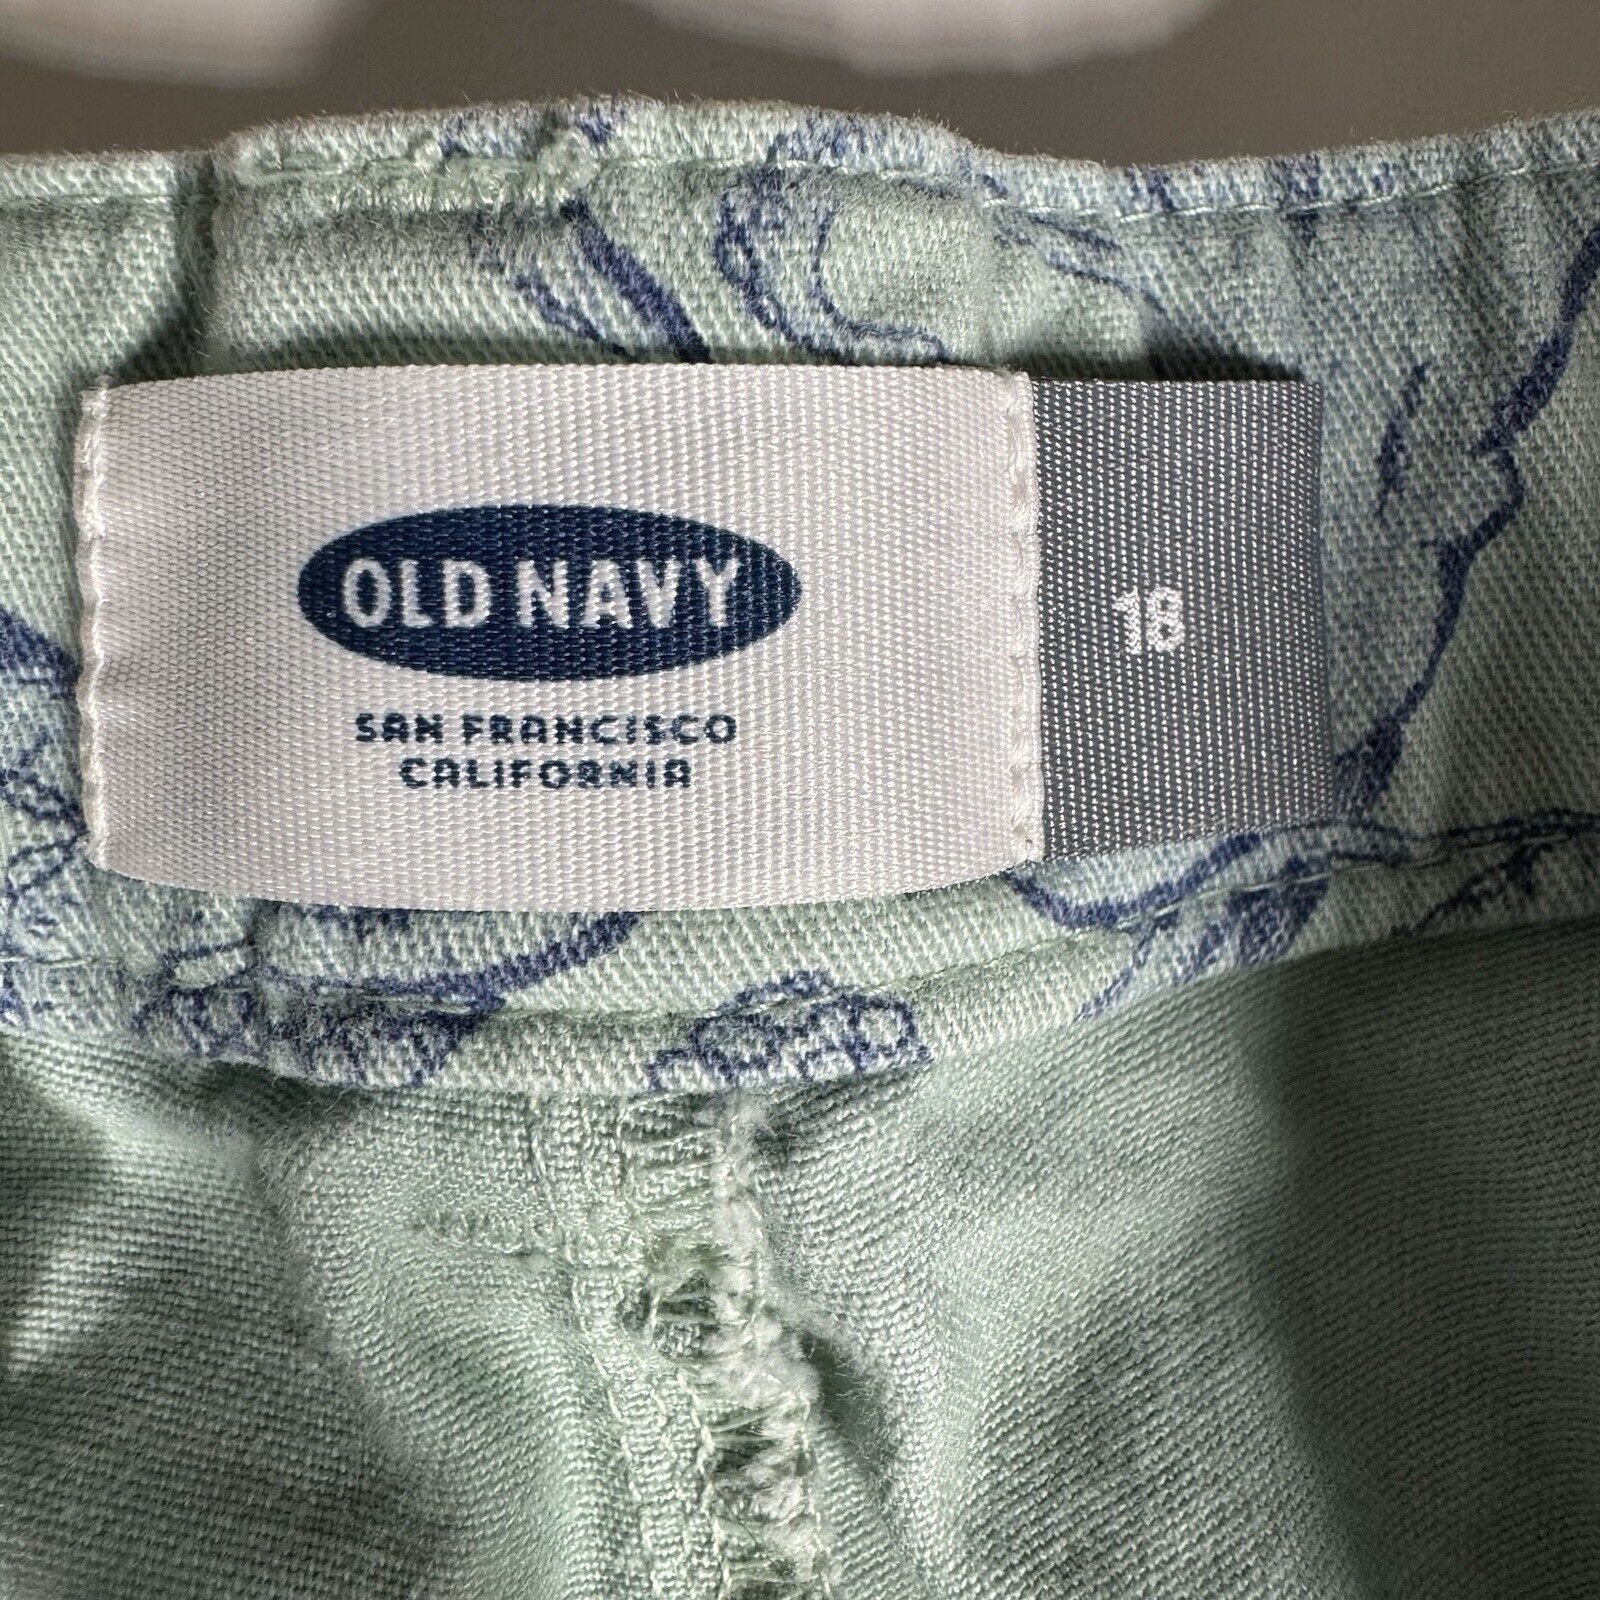 OLD NAVY
SAN FRANCISCO
CALIFORNIA
18